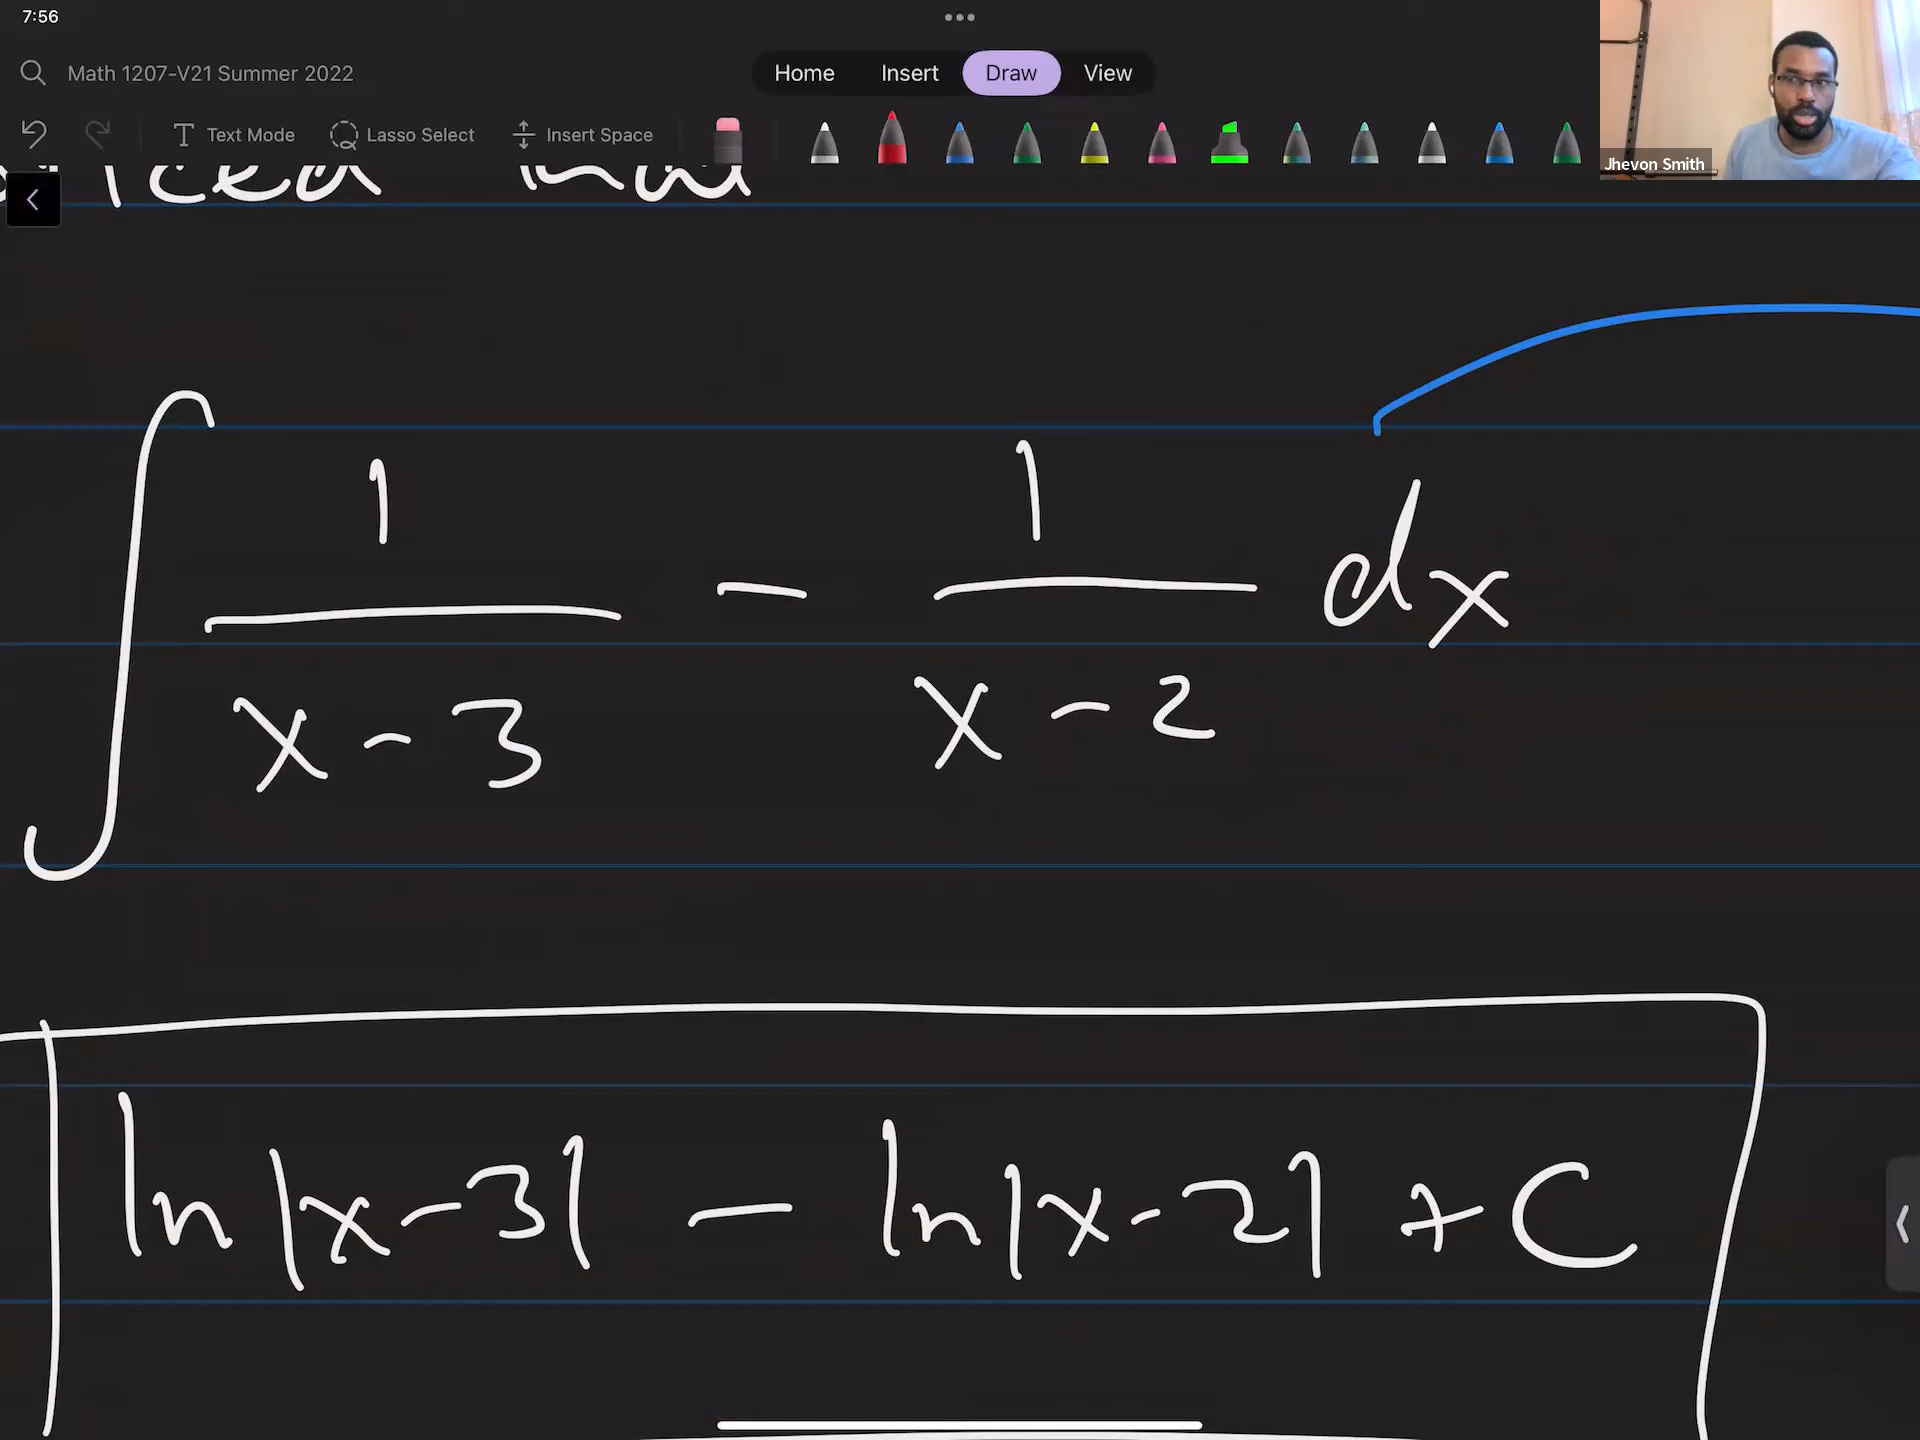 7:56
Math 1207-V21 Summer 2022
Home Insert Draw View
Text Mode Lasso Select Insert Space
Jhevon Smith
∫ 1/(x - 3) - 1/(x - 2) dx
ln|x-3| - ln|x-2| + C